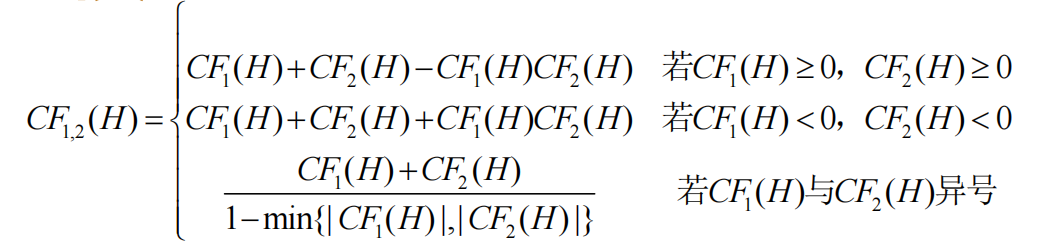 CF₁(H)+CF₂(H)−CF₁(H)CF₂(H) 若CF₁(H)≥0，CF₂(H)≥0
CF₁,₂(H)= CF₁(H)+CF₂(H)+CF₁(H)CF₂(H) 若CF₁(H)<0，CF₂(H)<0
CF₁(H)+CF₂(H)
1−min{|CF₁(H)|,|CF₂(H)|} 若CF₁(H)与CF₂(H)异号